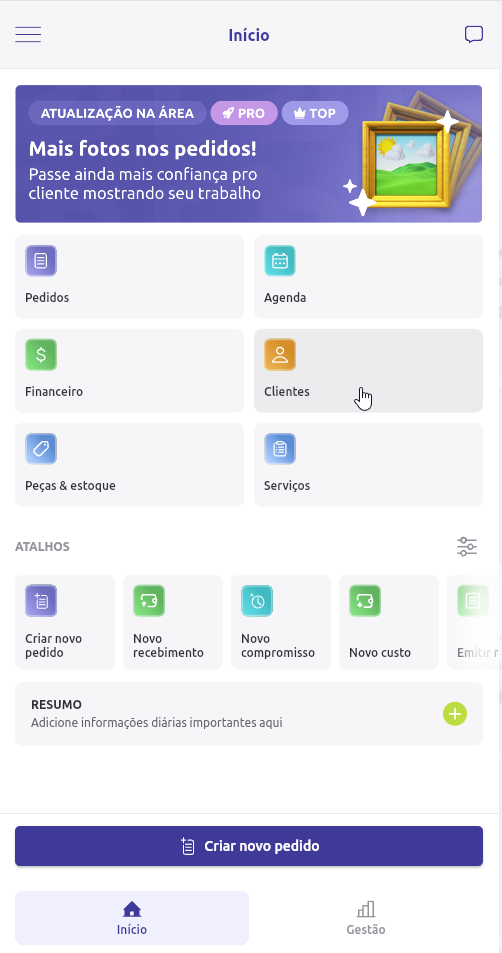 Início
ATUALIZAÇÃO NA ÁREA
PRO
TOP
Mais fotos nos pedidos!
Passe ainda mais confiança pro
cliente mostrando seu trabalho
Pedidos
Agenda
Financeiro
Clientes
Peças & estoque
Serviços
ATALHOS
Criar novo
pedido
Novo
recebimento
Novo
compromisso
Novo custo
Emitir r
RESUMO
Adicione informações diárias importantes aqui
Criar novo pedido
Início
Gestão